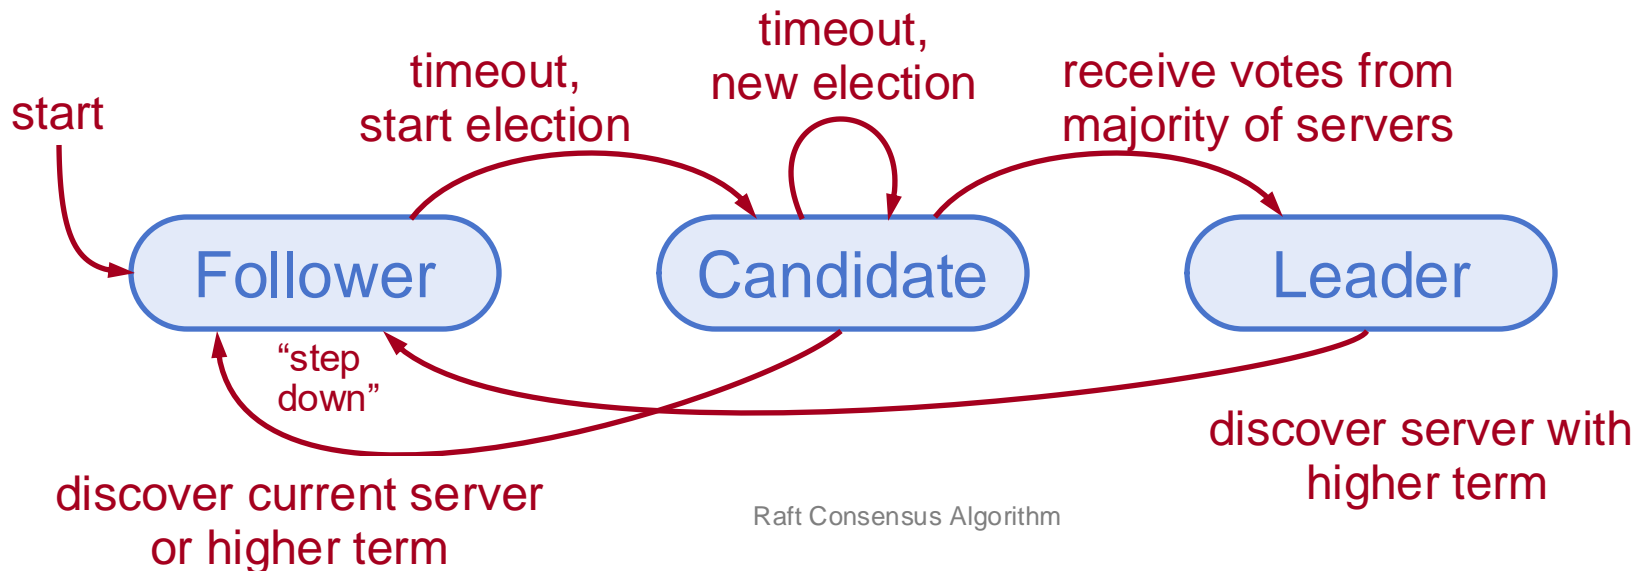 start
timeout,
start election
timeout,
new election
receive votes from
majority of servers
Follower
Candidate
Leader
“step
down”
discover current server
or higher term
discover server with
higher term
Raft Consensus Algorithm